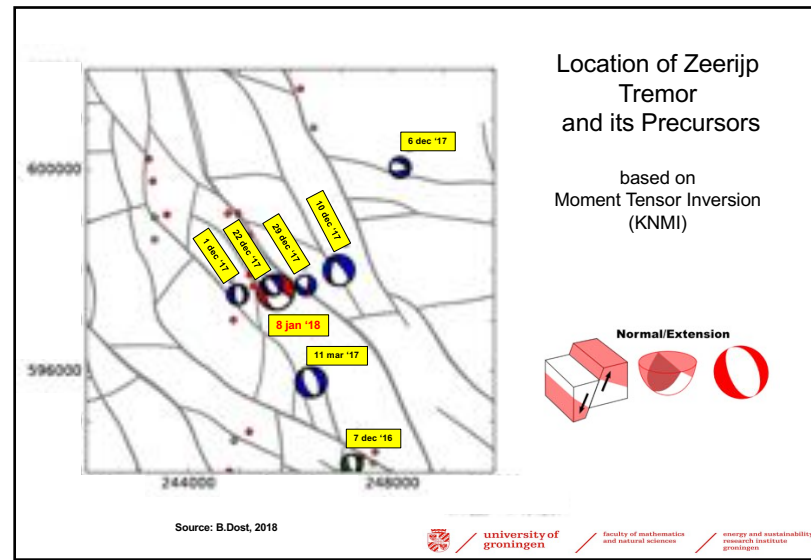 Location of Zeerijp
Tremor
and its Precursors
based on
Moment Tensor Inversion
(KNMI)
6 dec ‘17
600000
10 dec ‘17
29 dec ‘17
22 dec ‘17
1 dec ‘17
8 jan ‘18
Normal/Extension
11 mar ‘17
596000
7 dec ‘16
244000
248000
Source: B.Dost, 2018
university of
groningen
faculty of mathematics
and natural sciences
energy and sustainability
research institute
groningen